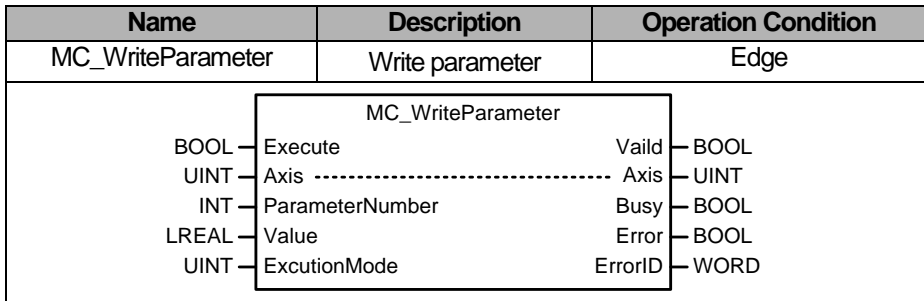 Name Description Operation Condition
MC_WriteParameter Write parameter Edge
MC_WriteParameter
BOOL Execute Vaild BOOL
UINT Axis Axis UINT
INT ParameterNumber Busy BOOL
LREAL Value Error BOOL
UINT ExcutionMode ErrorID WORD